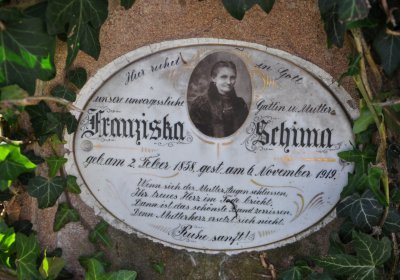 Hier ruhet in Gott
unsere unvergessliche Gattin u. Mutter
Franziska Schima
geb. am 2. Feber 1858, gest. am 6. November 1919.
Wenn sich der Mutter Augen schliessen,
Ihr treues Herz im Tode bricht,
Dann ist das schönste Band zerrissen
Denn Mutterherz ersetzt sich nicht
Ruhe sanft!